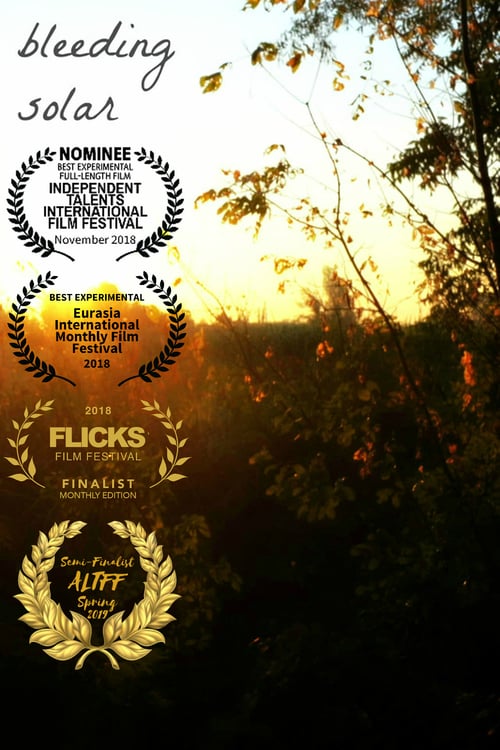 bleeding
solar
NOMINEE
BEST EXPERIMENTAL
FULL-LENGTH FILM
INDEPENDENT
TALENTS
INTERNATIONAL
FILM FESTIVAL
November 2018
BEST EXPERIMENTAL
Eurasia
International
Monthly Film
Festival
2018
2018
FLICKS
FILM FESTIVAL
FINALIST
MONTHLY EDITION
Semi-Finalist
ALTFF
Spring
2019